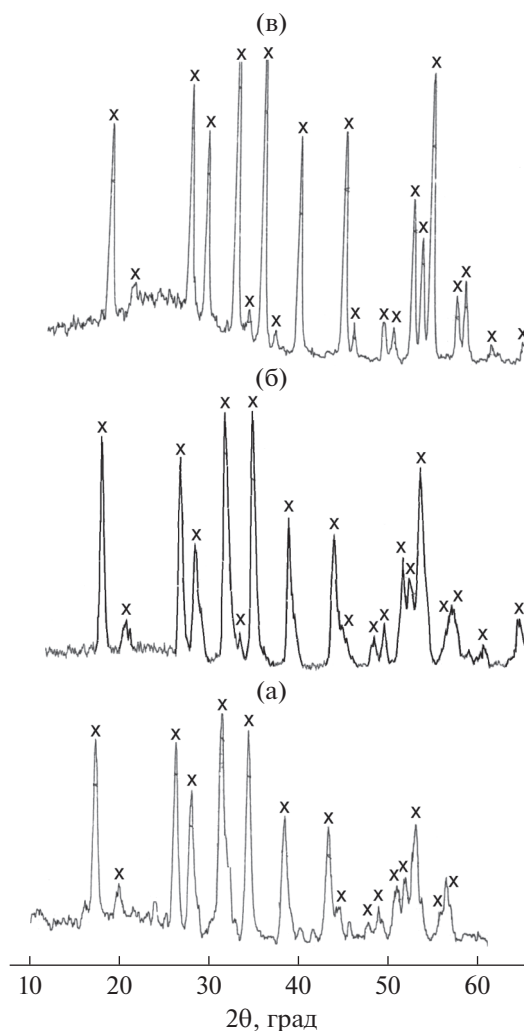 (в)
x x x x x x x x x x x x x x x x x x x x x
(б)
x x x x x x x x x x x x x x x x x x x
(а)
x x x x x x x x x x x x x x x x
10 20 30 40 50 60
2θ, град